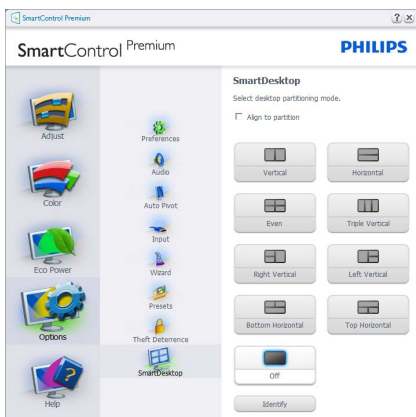 SmartControl Premium
SmartControl Premium
PHILIPS
Adjust
Color
Eco Power
Options
Help
Preferences
Audio
Auto Pivot
Input
Wizard
Presets
Theft Deterrence
SmartDesktop
SmartDesktop
Select desktop partitioning mode.
Align to partition
Vertical
Horizontal
Even
Triple Vertical
Right Vertical
Left Vertical
Bottom Horizontal
Top Horizontal
Off
Identify